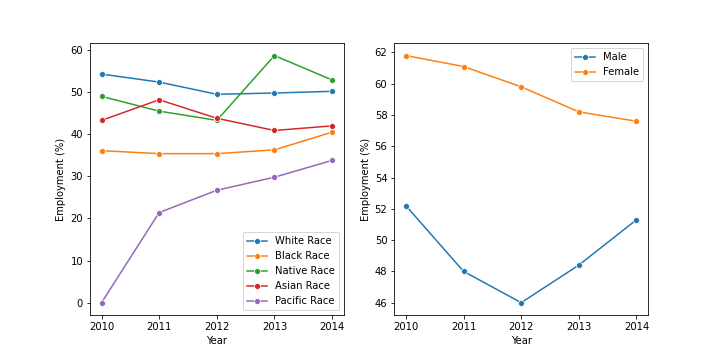 60
50
40
30
20
10
0
Employment (%)
2010 2011 2012 2013 2014
Year
White Race
Black Race
Native Race
Asian Race
Pacific Race
62
60
58
56
54
52
50
48
46
Employment (%)
2010 2011 2012 2013 2014
Year
Male
Female